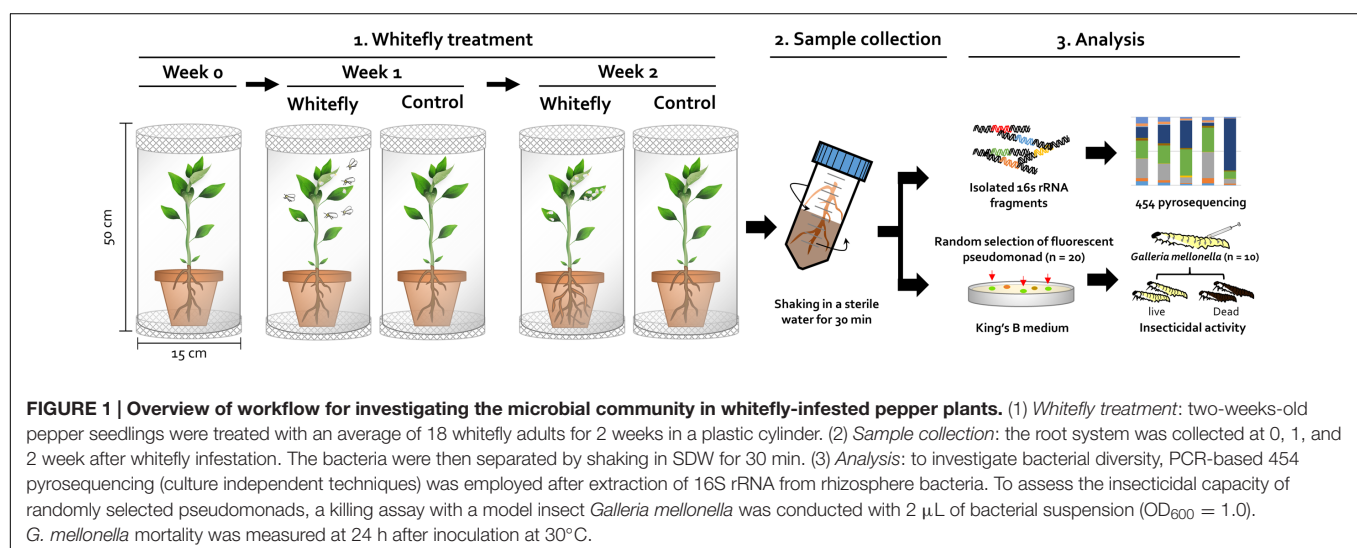 1. Whitefly treatment
2. Sample collection
3. Analysis
Week 0
Week 1
Week 2
Whitefly
Control
Whitefly
Control
50 cm
15 cm
Shaking in a sterile
water for 30 min
Isolated 16s rRNA
fragments
454 pyrosequencing
Random selection of fluorescent
pseudomonad (n = 20)
King's B medium
Galleria mellonella (n = 10)
live
Dead
Insecticidal activity
FIGURE 1 | Overview of workflow for investigating the microbial community in whitefly-infested pepper plants. (1) Whitefly treatment: two-weeks-old
pepper seedlings were treated with an average of 18 whitefly adults for 2 weeks in a plastic cylinder. (2) Sample collection: the root system was collected at 0, 1, and
2 week after whitefly infestation. The bacteria were then separated by shaking in SDW for 30 min. (3) Analysis: to investigate bacterial diversity, PCR-based 454
pyrosequencing (culture independent techniques) was employed after extraction of 16S rRNA from rhizosphere bacteria. To assess the insecticidal capacity of
randomly selected pseudomonads, a killing assay with a model insect Galleria mellonella was conducted with 2 μL of bacterial suspension (OD600 = 1.0).
G. mellonella mortality was measured at 24 h after inoculation at 30°C.